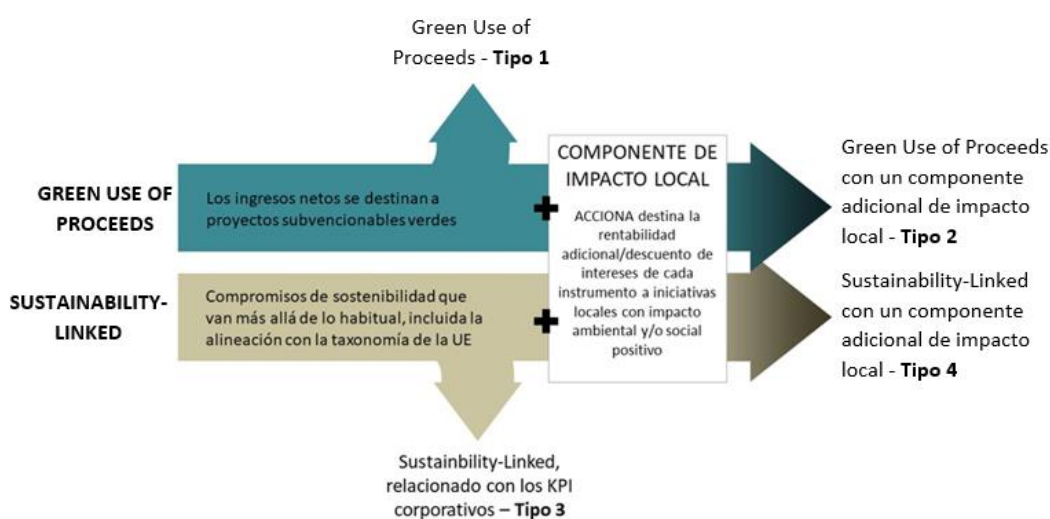 Green Use of
Proceeds - Tipo 1
GREEN USE OF
PROCEEDS
Los ingresos netos se destinan a
proyectos subvencionables verdes
+
COMPONENTE DE
IMPACTO LOCAL
ACCIONA destina la
rentabilidad
adicional/descuento de
intereses de cada
instrumento a iniciativas
locales con impacto
ambiental y/o social
positivo
Green Use of Proceeds
con un componente
adicional de impacto
local - Tipo 2
SUSTAINABILITY-
LINKED
Compromisos de sostenibilidad que
van más allá de lo habitual, incluida la
alineación con la taxonomía de la UE
+
Sustainability-Linked
con un componente
adicional de impacto
local - Tipo 4
Sustainbility-Linked,
relacionado con los KPI
corporativos – Tipo 3